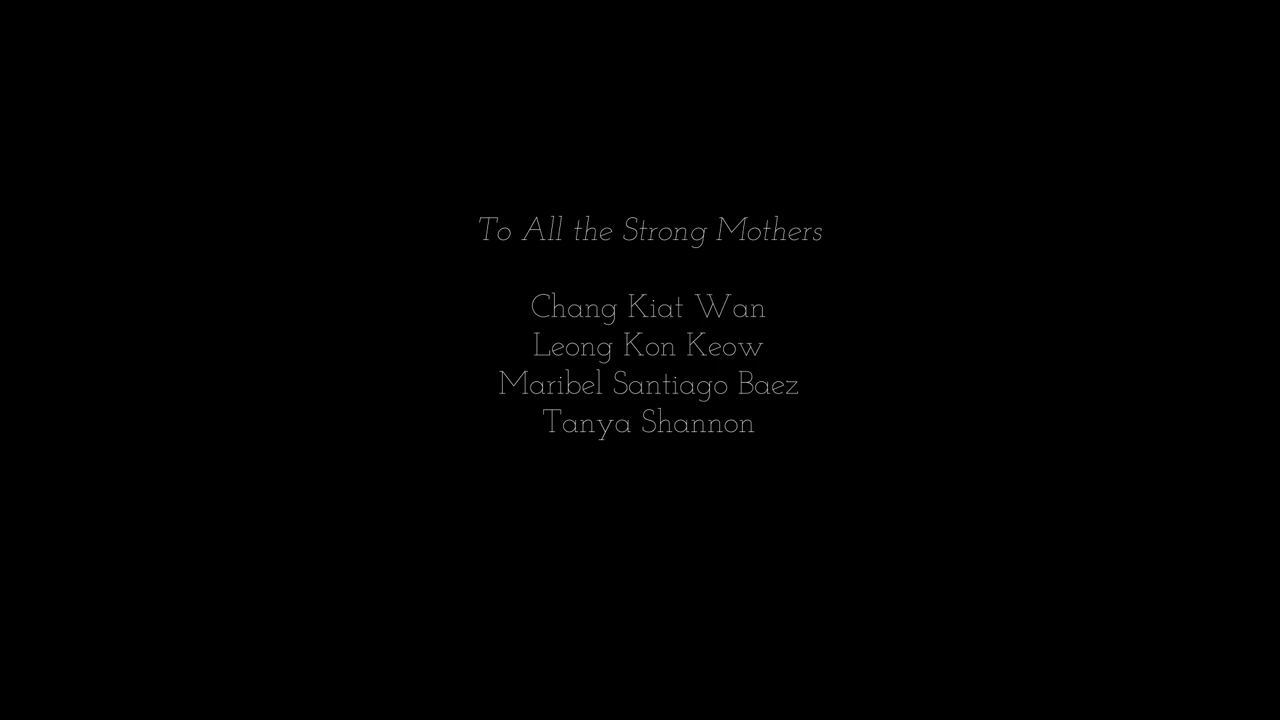 To All the Strong Mothers
Chang Kiat Wan
Leong Kon Keow
Maribel Santiago Baez
Tanya Shannon